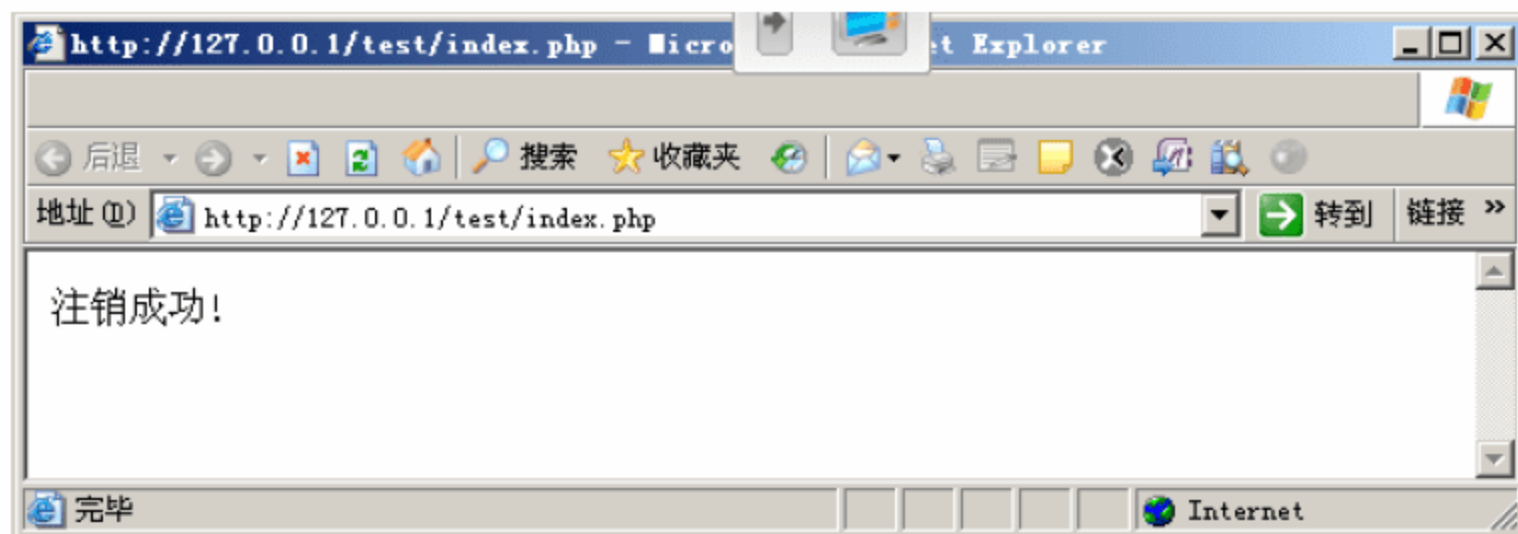 http://127.0.0.1/test/index.php - Micro t Explorer
后退 搜索 收藏夹
地址(D) http://127.0.0.1/test/index.php 转到 链接 »
注销成功!
完毕 Internet